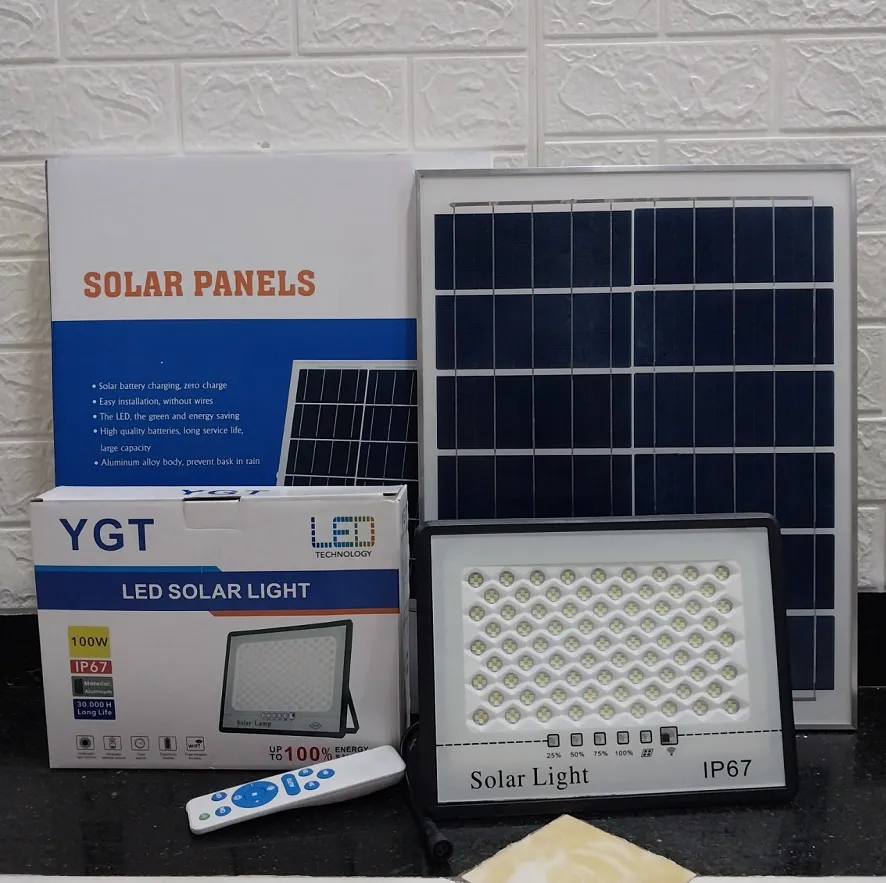 SOLAR PANELS
• Solar battery charging, zero charge
• Easy installation, without wires
• The LED, the green and energy saving
• High quality batteries, long service life,
large capacity
• Aluminum alloy body, prevent bask in rain
YGT
YGT
LED
TECHNOLOGY
LED SOLAR LIGHT
100W
IP67
Material:
Aluminum
30.000 H
Long Life
Solar Lamp
UP TO 100% ENERGY
25% 50% 75% 100%
Solar Light
IP67